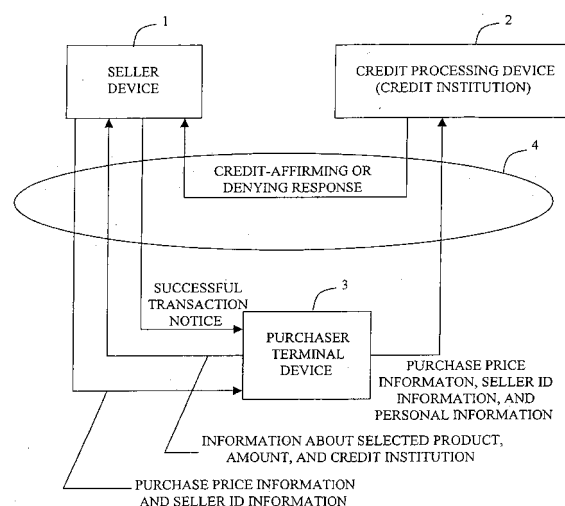 1
2
SELLER
DEVICE
CREDIT PROCESSING DEVICE
(CREDIT INSTITUTION)
4
CREDIT-AFFIRMING OR
DENYING RESPONSE
SUCCESSFUL
TRANSACTION
NOTICE
3
PURCHASER
TERMINAL
DEVICE
PURCHASE PRICE
INFORMATON, SELLER ID
INFORMATION, AND
PERSONAL INFORMATION
INFORMATION ABOUT SELECTED PRODUCT,
AMOUNT, AND CREDIT INSTITUTION
PURCHASE PRICE INFORMATION
AND SELLER ID INFORMATION